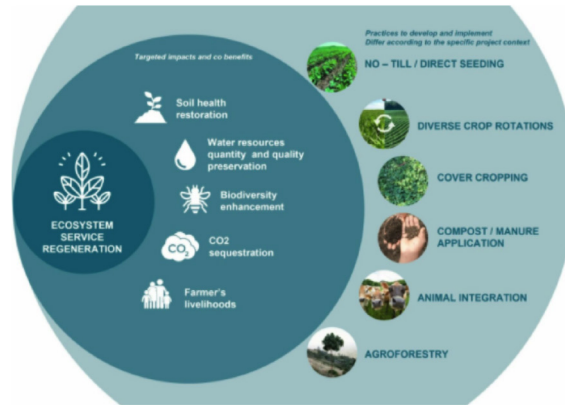 Practices to develop and implement
Differ according to the specific project context
Targeted impacts and co benefits
NO – TILL / DIRECT SEEDING
Soil health
restoration
DIVERSE CROP ROTATIONS
Water resources
quantity and quality
preservation
COVER CROPPING
Biodiversity
enhancement
ECOSYSTEM
SERVICE
REGENERATION
COMPOST / MANURE
APPLICATION
CO2
CO2
sequestration
ANIMAL INTEGRATION
Farmer's
livelihoods
AGROFORESTRY